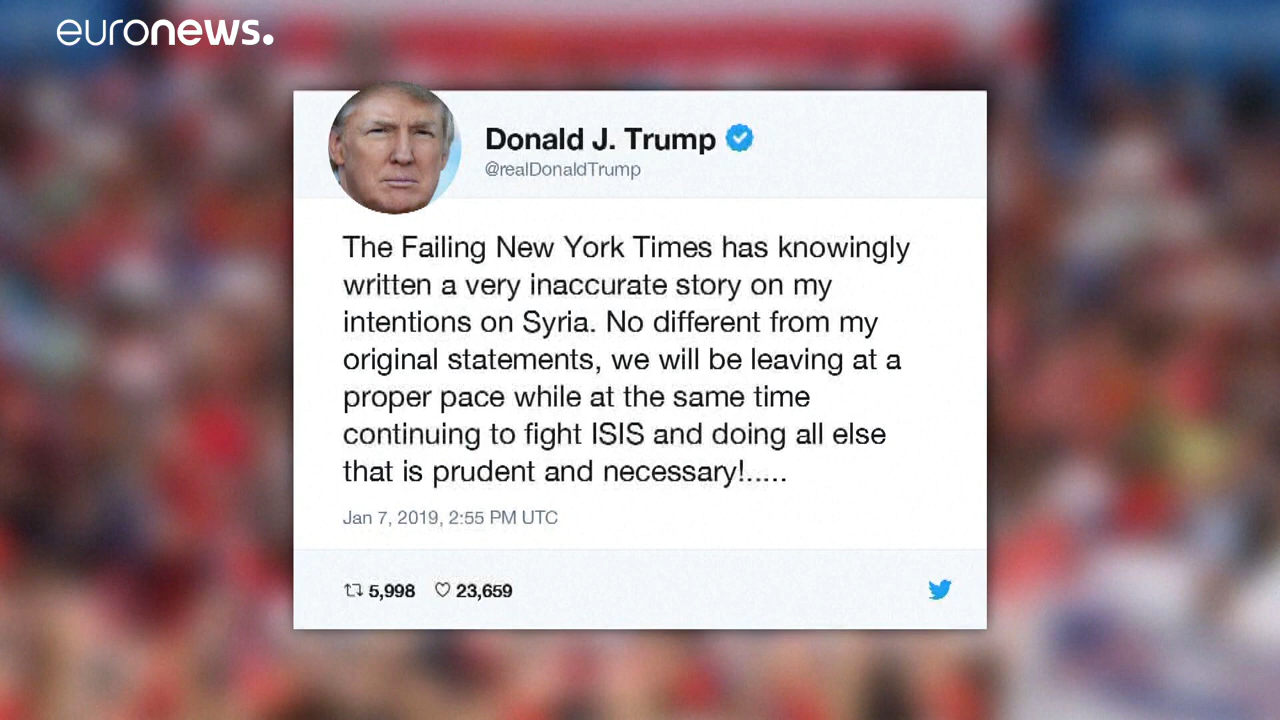 euronews.
Donald J. Trump
@realDonaldTrump
The Failing New York Times has knowingly
written a very inaccurate story on my
intentions on Syria. No different from my
original statements, we will be leaving at a
proper pace while at the same time
continuing to fight ISIS and doing all else
that is prudent and necessary!.....
Jan 7, 2019, 2:55 PM UTC
5,998 23,659